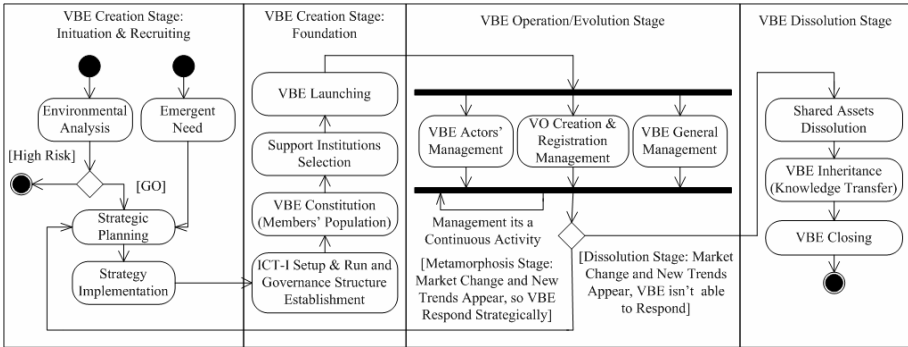 VBE Creation Stage:
Inituation & Recruiting
Environmental
Analysis
Emergent
Need
[High Risk]
[GO]
Strategic
Planning
Strategy
Implementation
VBE Creation Stage:
Foundation
VBE Launching
Support Institutions
Selection
VBE Constitution
(Members' Population)
ICT-I Setup & Run and
Governance Structure
Establishment
VBE Operation/Evolution Stage
VBE Actors'
Management
VO Creation &
Registration
Management
VBE General
Management
Management its a
Continuous Activity
[Metamorphosis Stage:
Market Change and New
Trends Appear, so VBE
Respond Strategically]
[Dissolution Stage: Market
Change and New Trends
Appear, VBE isn't able
to Respond]
VBE Dissolution Stage
Shared Assets
Dissolution
VBE Inheritance
(Knowledge Transfer)
VBE Closing